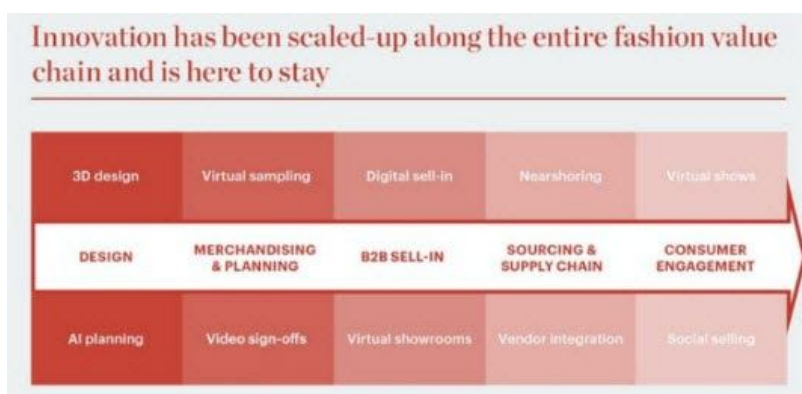 Innovation has been scaled-up along the entire fashion value
chain and is here to stay
3D design
Virtual sampling
Digital sell-in
Nearshoring
Virtual shows
DESIGN
MERCHANDISING
& PLANNING
B2B SELL-IN
SOURCING &
SUPPLY CHAIN
CONSUMER
ENGAGEMENT
AI planning
Video sign-offs
Virtual showrooms
Vendor integration
Social selling